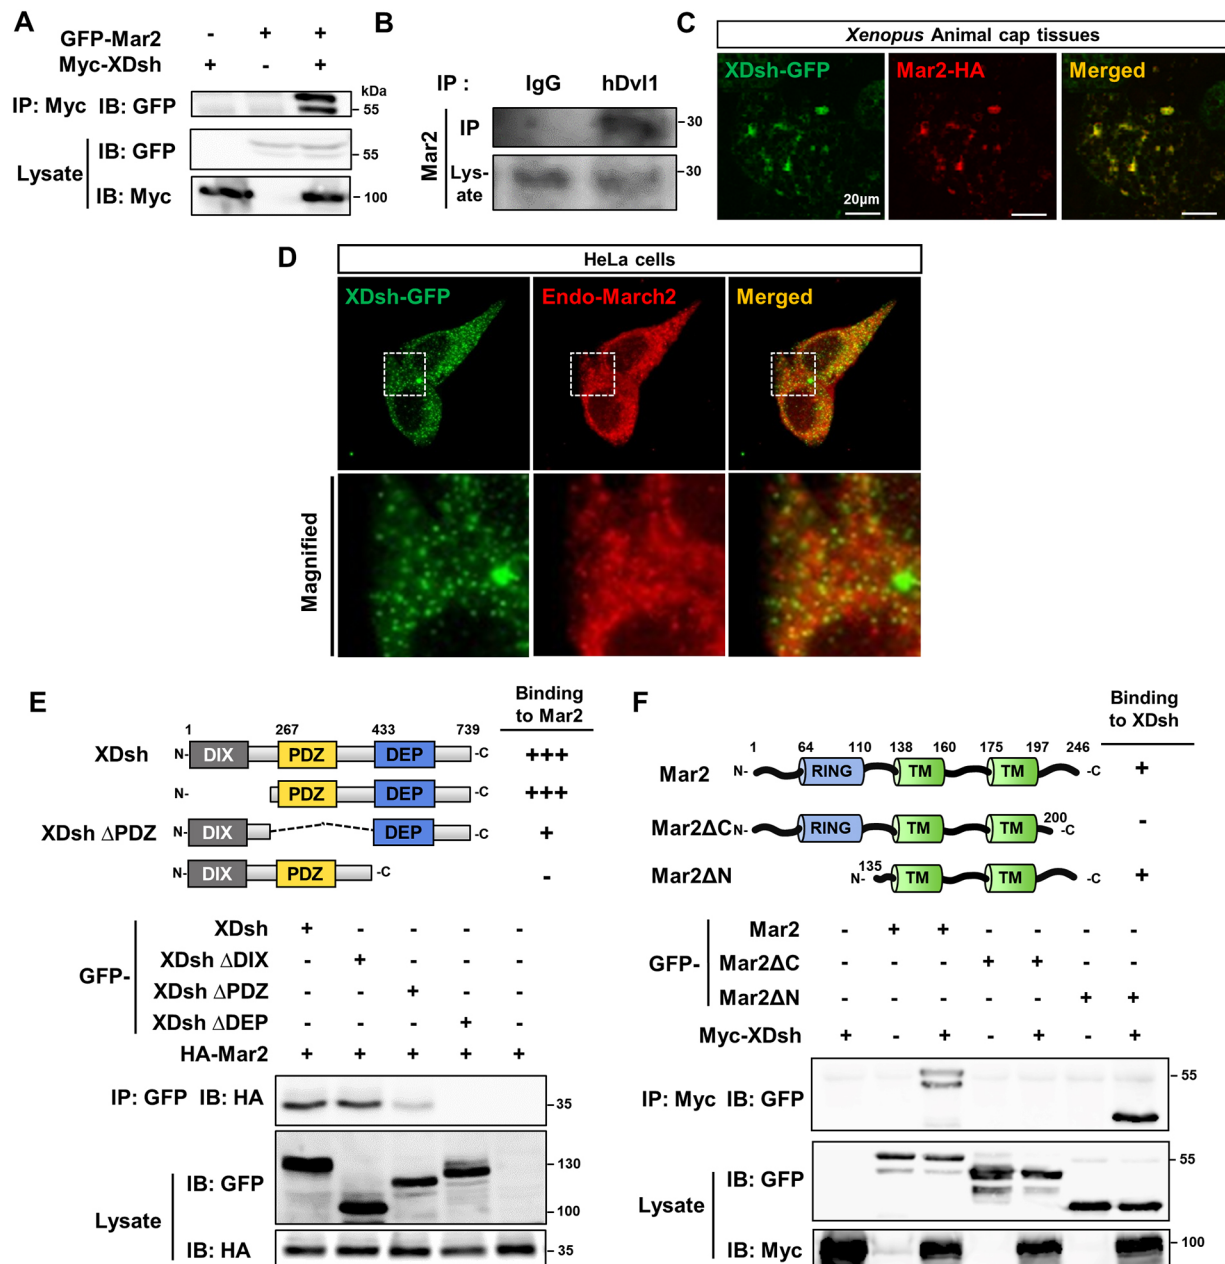 A
GFP-Mar2 - + +
Myc-XDsh + - +
kDa
IP: Myc IB: GFP
55
Lysate
IB: GFP
55
IB: Myc
100
B
IP : IgG hDvl1
Mar2
IP
30
Lys-
ate
30
C
Xenopus Animal cap tissues
XDsh-GFP Mar2-HA Merged
20µm
D
HeLa cells
XDsh-GFP Endo-March2 Merged
Magnified
E
Binding
to Mar2
1 267 433 739
XDsh N- DIX PDZ DEP -C +++
N- PDZ DEP -C +++
XDsh ΔPDZ N- DIX DEP -C +
N- DIX PDZ -C -
GFP-
XDsh + - - - -
XDsh ΔDIX - + - - -
XDsh ΔPDZ - - + - -
XDsh ΔDEP - - - + -
HA-Mar2 + + + + +
IP: GFP IB: HA
35
Lysate
IB: GFP
130
100
IB: HA
35
F
Binding
to XDsh
1 64 110 138 160 175 197 246
Mar2 N- RING TM TM -C +
Mar2ΔC N- RING TM TM 200 -C -
Mar2ΔN 135 N- TM TM -C +
GFP-
Mar2 - + + - - - -
Mar2ΔC - - - + + - -
Mar2ΔN - - - - - + +
Myc-XDsh + - + - + - +
IP: Myc IB: GFP
55
Lysate
IB: GFP
55
IB: Myc
100